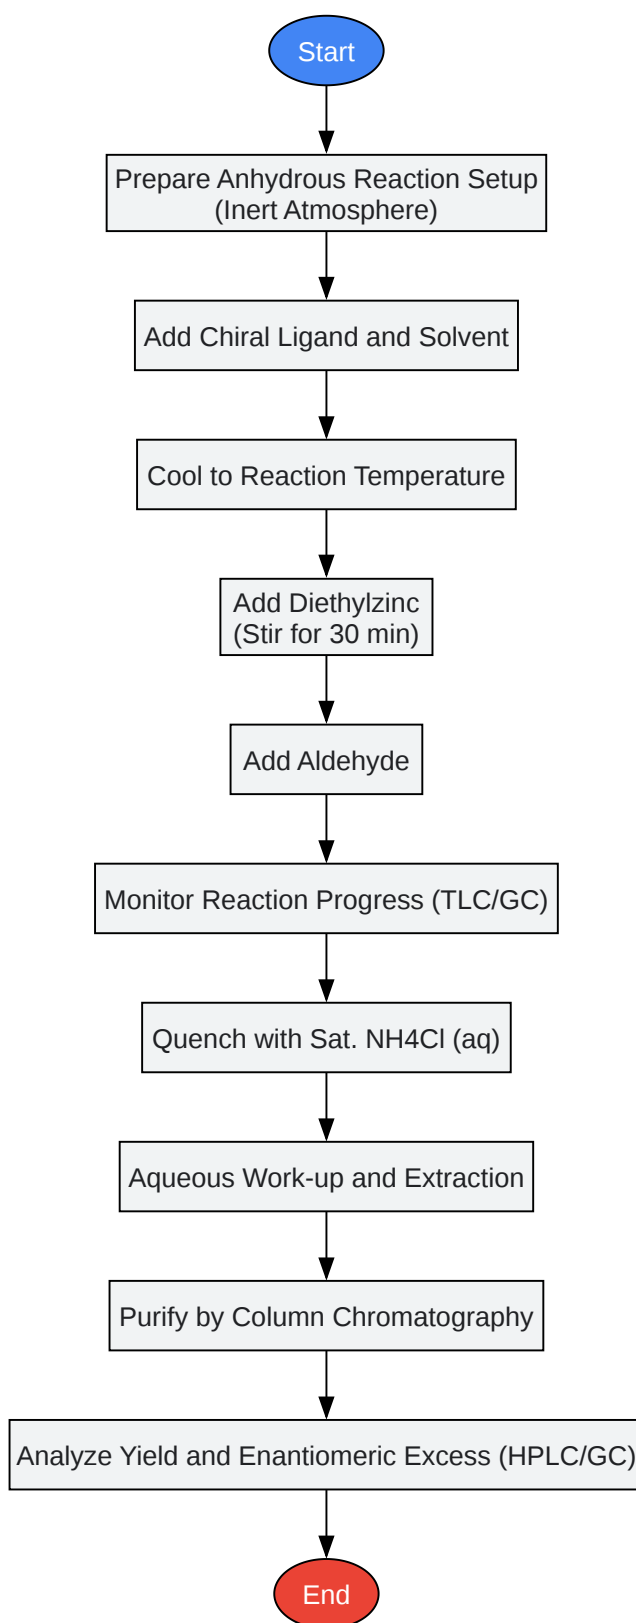 Start
Prepare Anhydrous Reaction Setup
(Inert Atmosphere)
Add Chiral Ligand and Solvent
Cool to Reaction Temperature
Add Diethylzinc
(Stir for 30 min)
Add Aldehyde
Monitor Reaction Progress (TLC/GC)
Quench with Sat. NH4Cl (aq)
Aqueous Work-up and Extraction
Purify by Column Chromatography
Analyze Yield and Enantiomeric Excess (HPLC/GC)
End